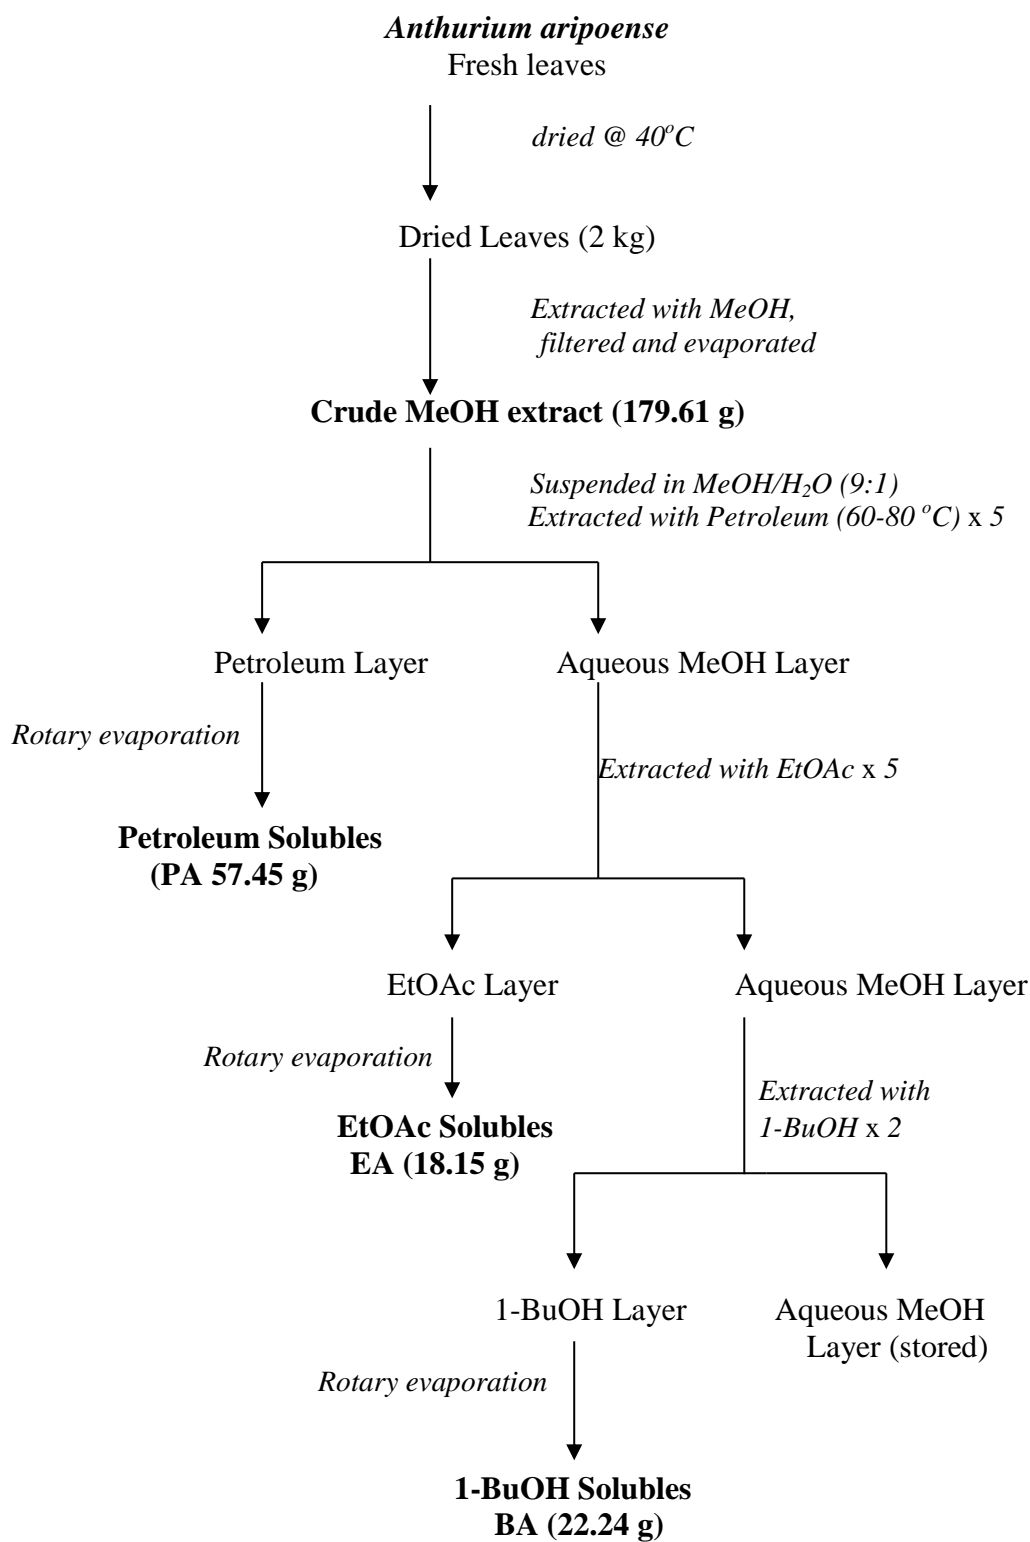 Anthurium aripoense
Fresh leaves
dried @ 40°C
Dried Leaves (2 kg)
Extracted with MeOH,
filtered and evaporated
Crude MeOH extract (179.61 g)
Suspended in MeOH/H₂O (9:1)
Extracted with Petroleum (60-80 °C) x 5
Petroleum Layer
Aqueous MeOH Layer
Rotary evaporation
Extracted with EtOAc x 5
Petroleum Solubles
(PA 57.45 g)
EtOAc Layer
Aqueous MeOH Layer
Rotary evaporation
Extracted with
1-BuOH x 2
EtOAc Solubles
EA (18.15 g)
1-BuOH Layer
Aqueous MeOH
Layer (stored)
Rotary evaporation
1-BuOH Solubles
BA (22.24 g)